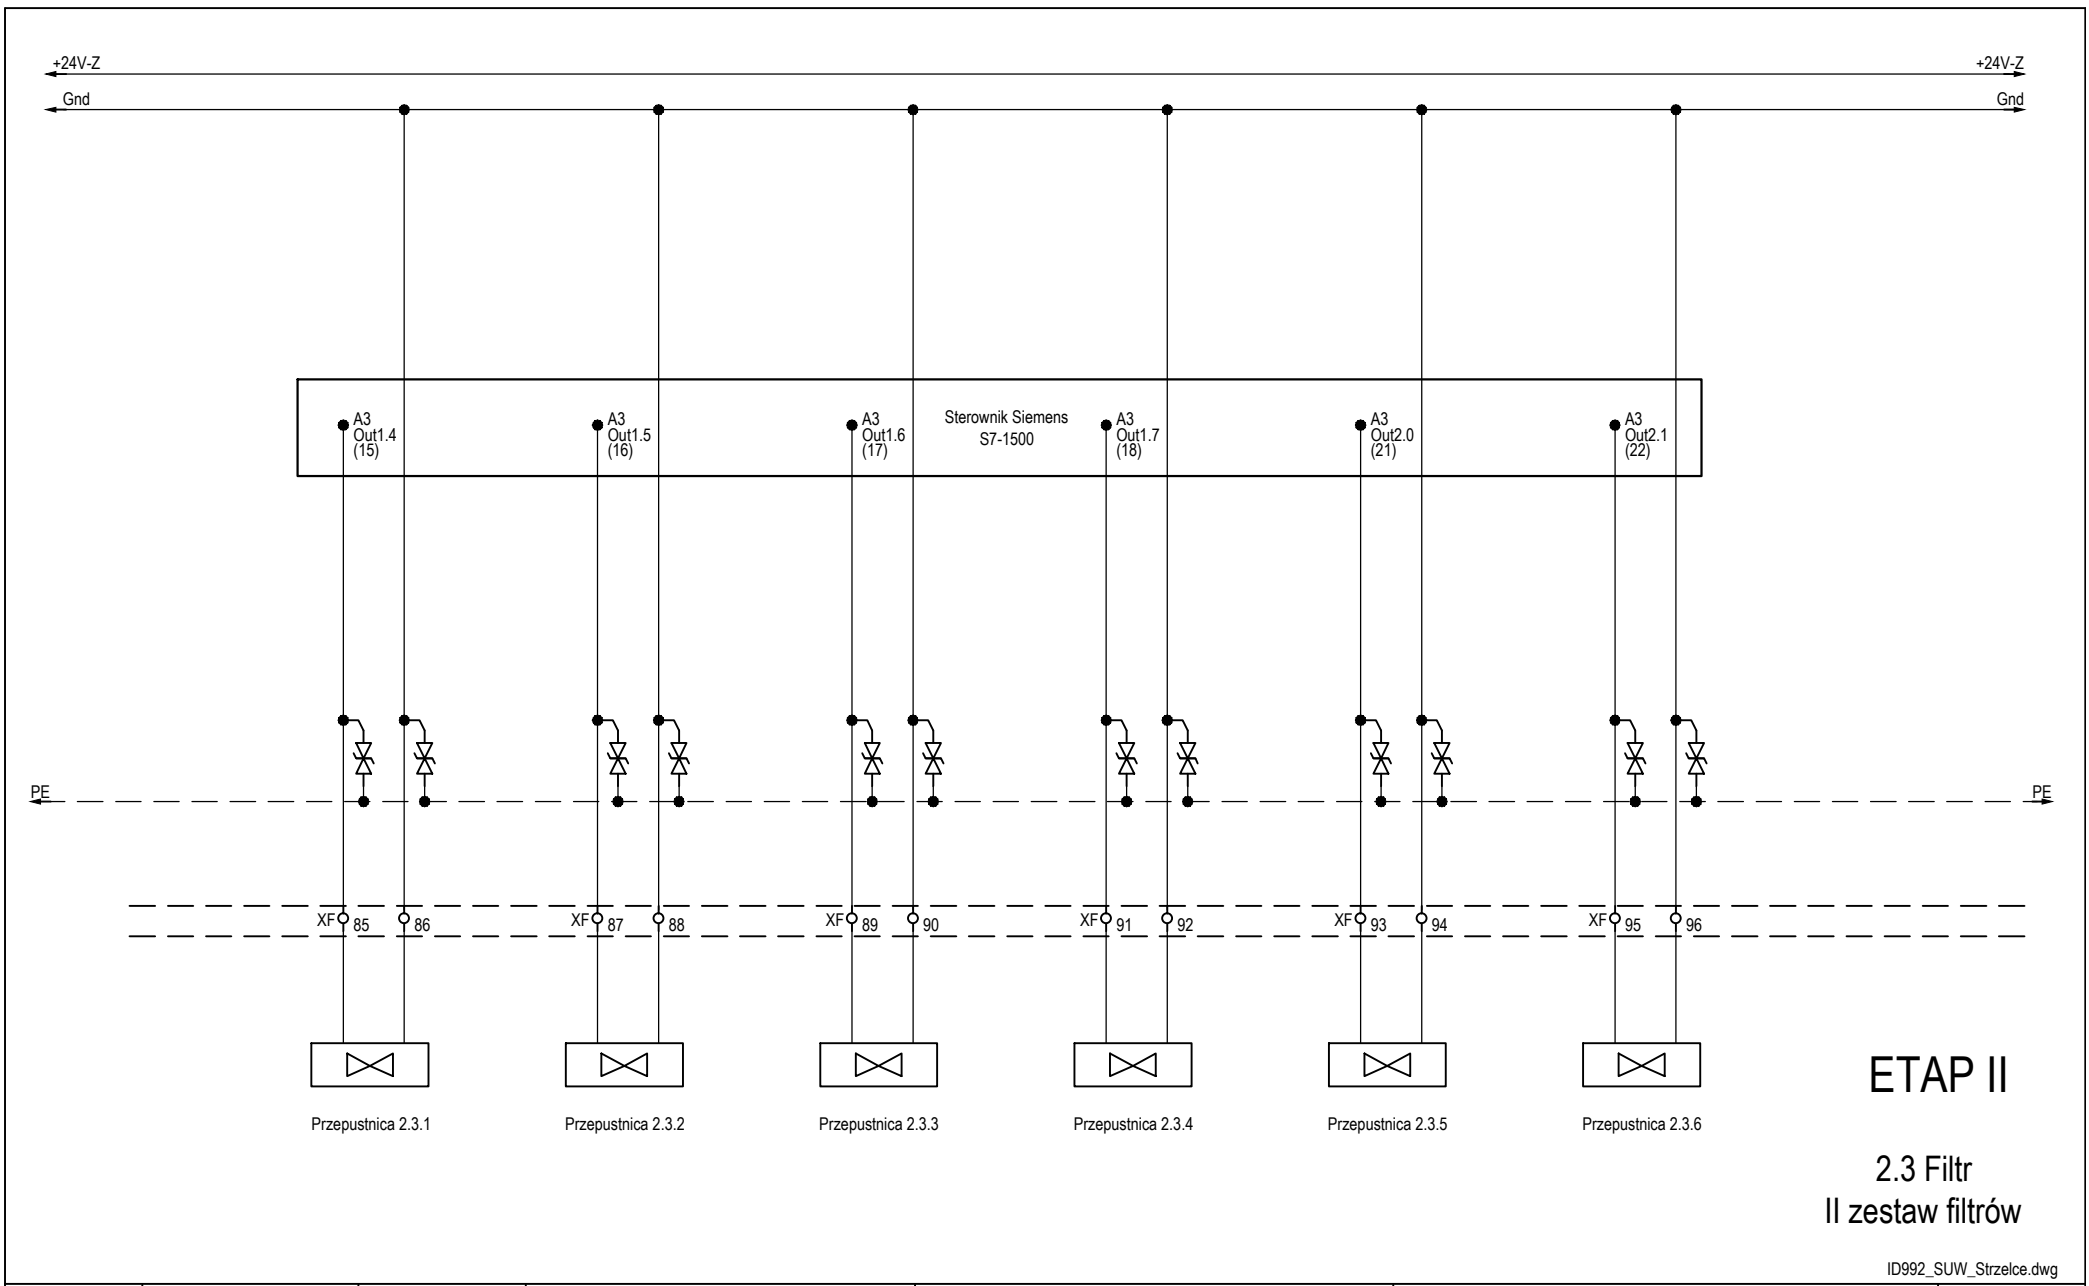 +24V-Z
+24V-Z
Gnd
Gnd
A3
Out1.4
(15)
A3
Out1.5
(16)
A3
Out1.6
(17)
Sterownik Siemens
S7-1500
A3
Out1.7
(18)
A3
Out2.0
(21)
A3
Out2.1
(22)
PE
PE
XF 85 86
XF 87 88
XF 89 90
XF 91 92
XF 93 94
XF 95 96
Przepustnica 2.3.1
Przepustnica 2.3.2
Przepustnica 2.3.3
Przepustnica 2.3.4
Przepustnica 2.3.5
Przepustnica 2.3.6
ETAP II
2.3 Filtr
II zestaw filtrów
ID992_SUW_Strzelce.dwg